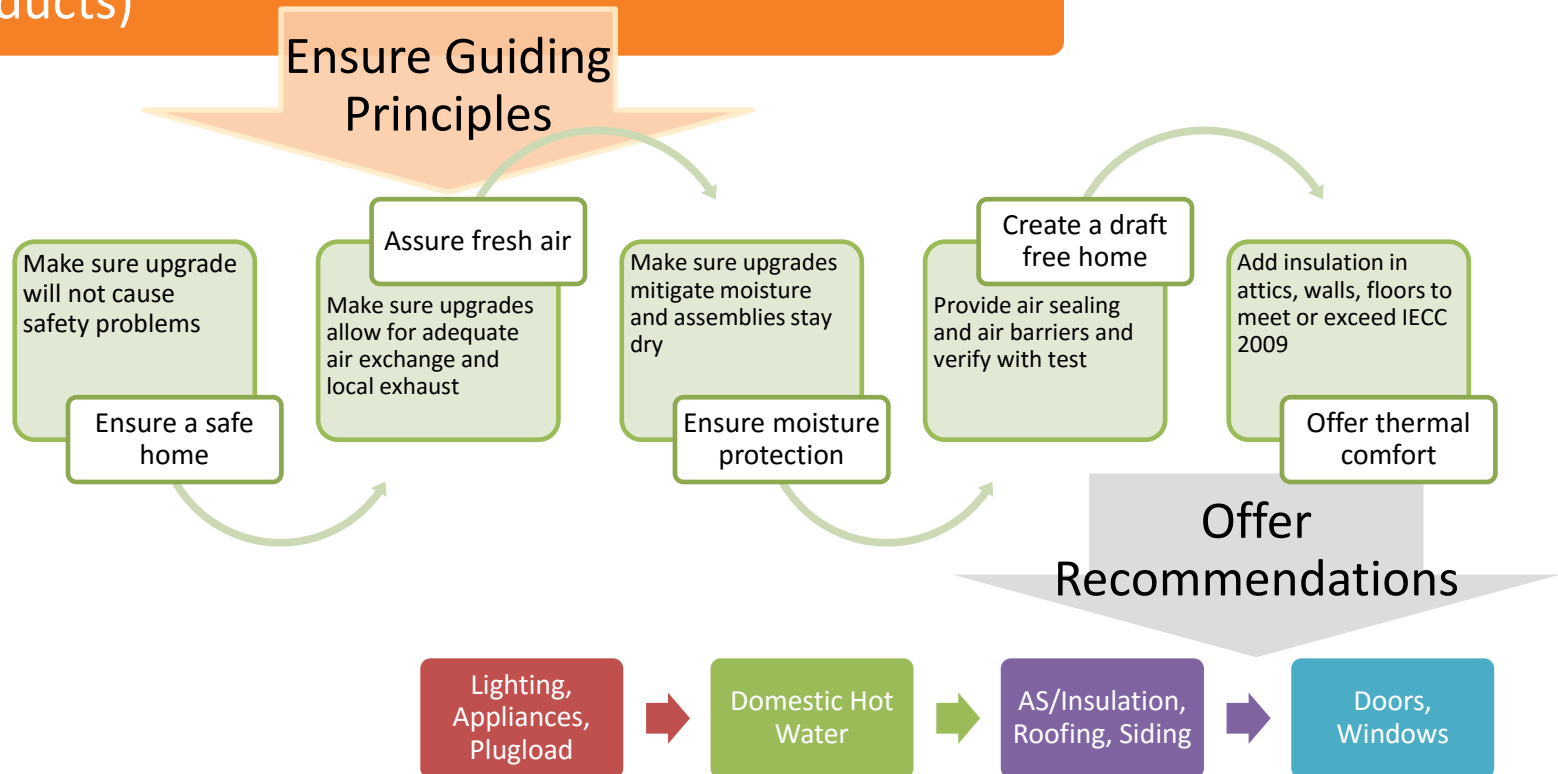 ducts)
Ensure Guiding
Principles
Make sure upgrade
will not cause
safety problems
Ensure a safe
home
Assure fresh air
Make sure upgrades
allow for adequate
air exchange and
local exhaust
Make sure upgrades
mitigate moisture
and assemblies stay
dry
Ensure moisture
protection
Create a draft
free home
Provide air sealing
and air barriers and
verify with test
Add insulation in
attics, walls, floors to
meet or exceed IECC
2009
Offer thermal
comfort
Offer
Recommendations
Lighting,
Appliances,
Plugload
Domestic Hot
Water
AS/Insulation,
Roofing, Siding
Doors,
Windows